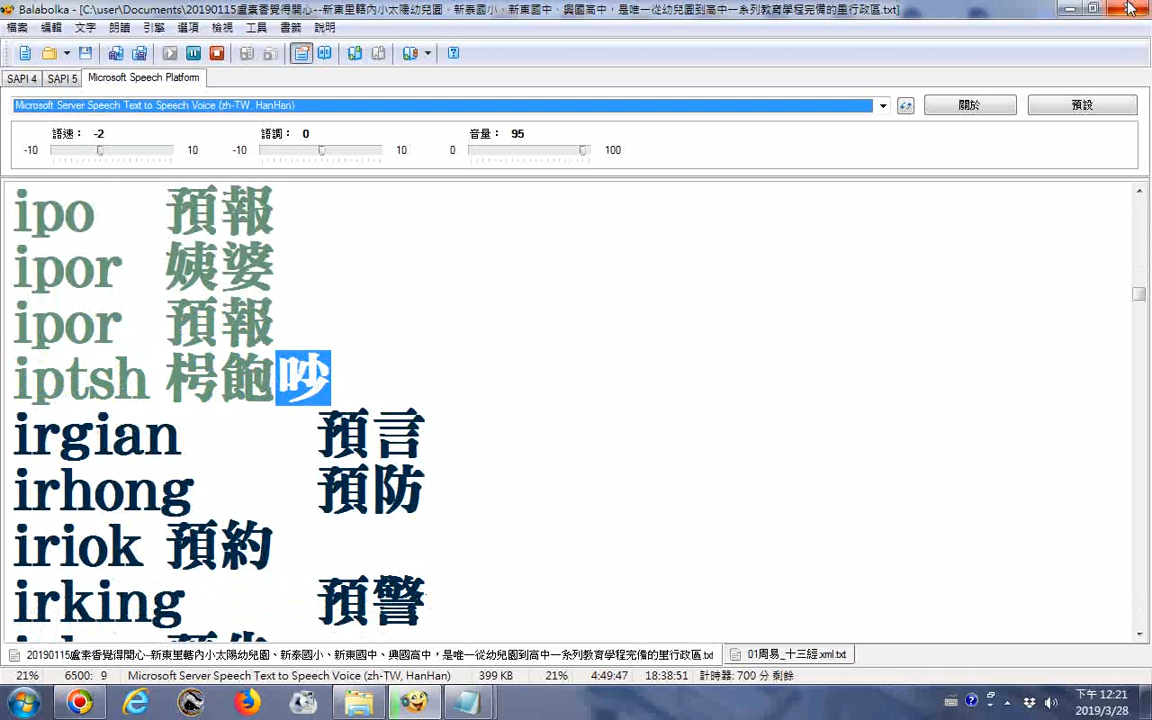 Balabolka - [C:\user\Documents\20190115盧素香覺得開心--新東里轄內小太陽幼兒園、新泰國小、新東國中、興國高中，是唯一從幼兒園到高中一系列教育學程完備的里行政區.txt]
檔案 編輯 文字 朗讀 引擎 選項 檢視 工具 書籤 說明
SAPI 4 SAPI 5 Microsoft Speech Platform
Microsoft Server Speech Text to Speech Voice (zh-TW, HanHan) 關於 預設
語速： -2 語調： 0 音量： 95
-10 10 -10 10 0 100
ipo 預報
ipor 姨婆
ipor 預報
iptsh 枵飽吵
irgian 預言
irhong 預防
iriok 預約
irking 預警
20190115盧素香覺得開心--新東里轄內小太陽幼兒園、新泰國小、新東國中、興國高中，是唯一從幼兒園到高中一系列教育學程完備的里行政區.txt 01周易_十三經.xml.txt
21% 6500: 9 Microsoft Server Speech Text to Speech Voice (zh-TW, HanHan) 399 KB 21% 4:49:47 18:38:51 計時器: 700 分 剩餘
下午 12:21
2019/3/28